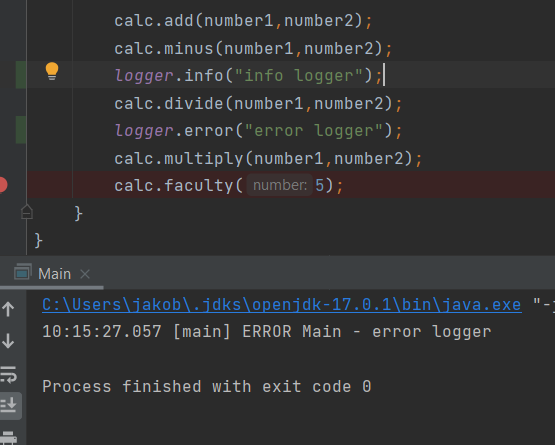 calc.add(number1,number2);
calc.minus(number1,number2);
logger.info("info logger");
calc.divide(number1,number2);
logger.error("error logger");
calc.multiply(number1,number2);
calc.faculty( number: 5);
}
}
Main
C:\Users\jakob\.jdks\openjdk-17.0.1\bin\java.exe "-j
10:15:27.057 [main] ERROR Main - error logger
Process finished with exit code 0